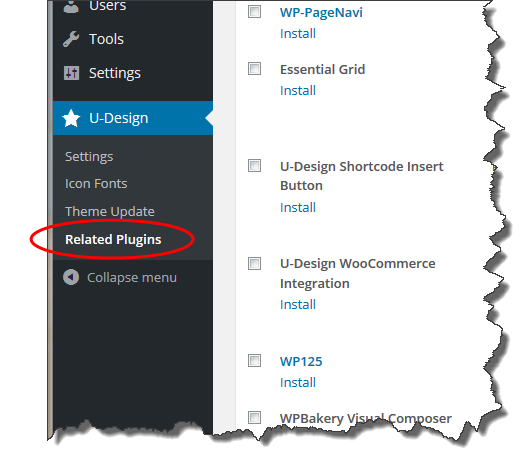 Users
Tools
Settings
U-Design
Settings
Icon Fonts
Theme Update
Related Plugins
Collapse menu
WP-PageNavi
Install
Essential Grid
Install
U-Design Shortcode Insert
Button
Install
U-Design WooCommerce
Integration
Install
WP125
Install
WPBakery Visual Composer